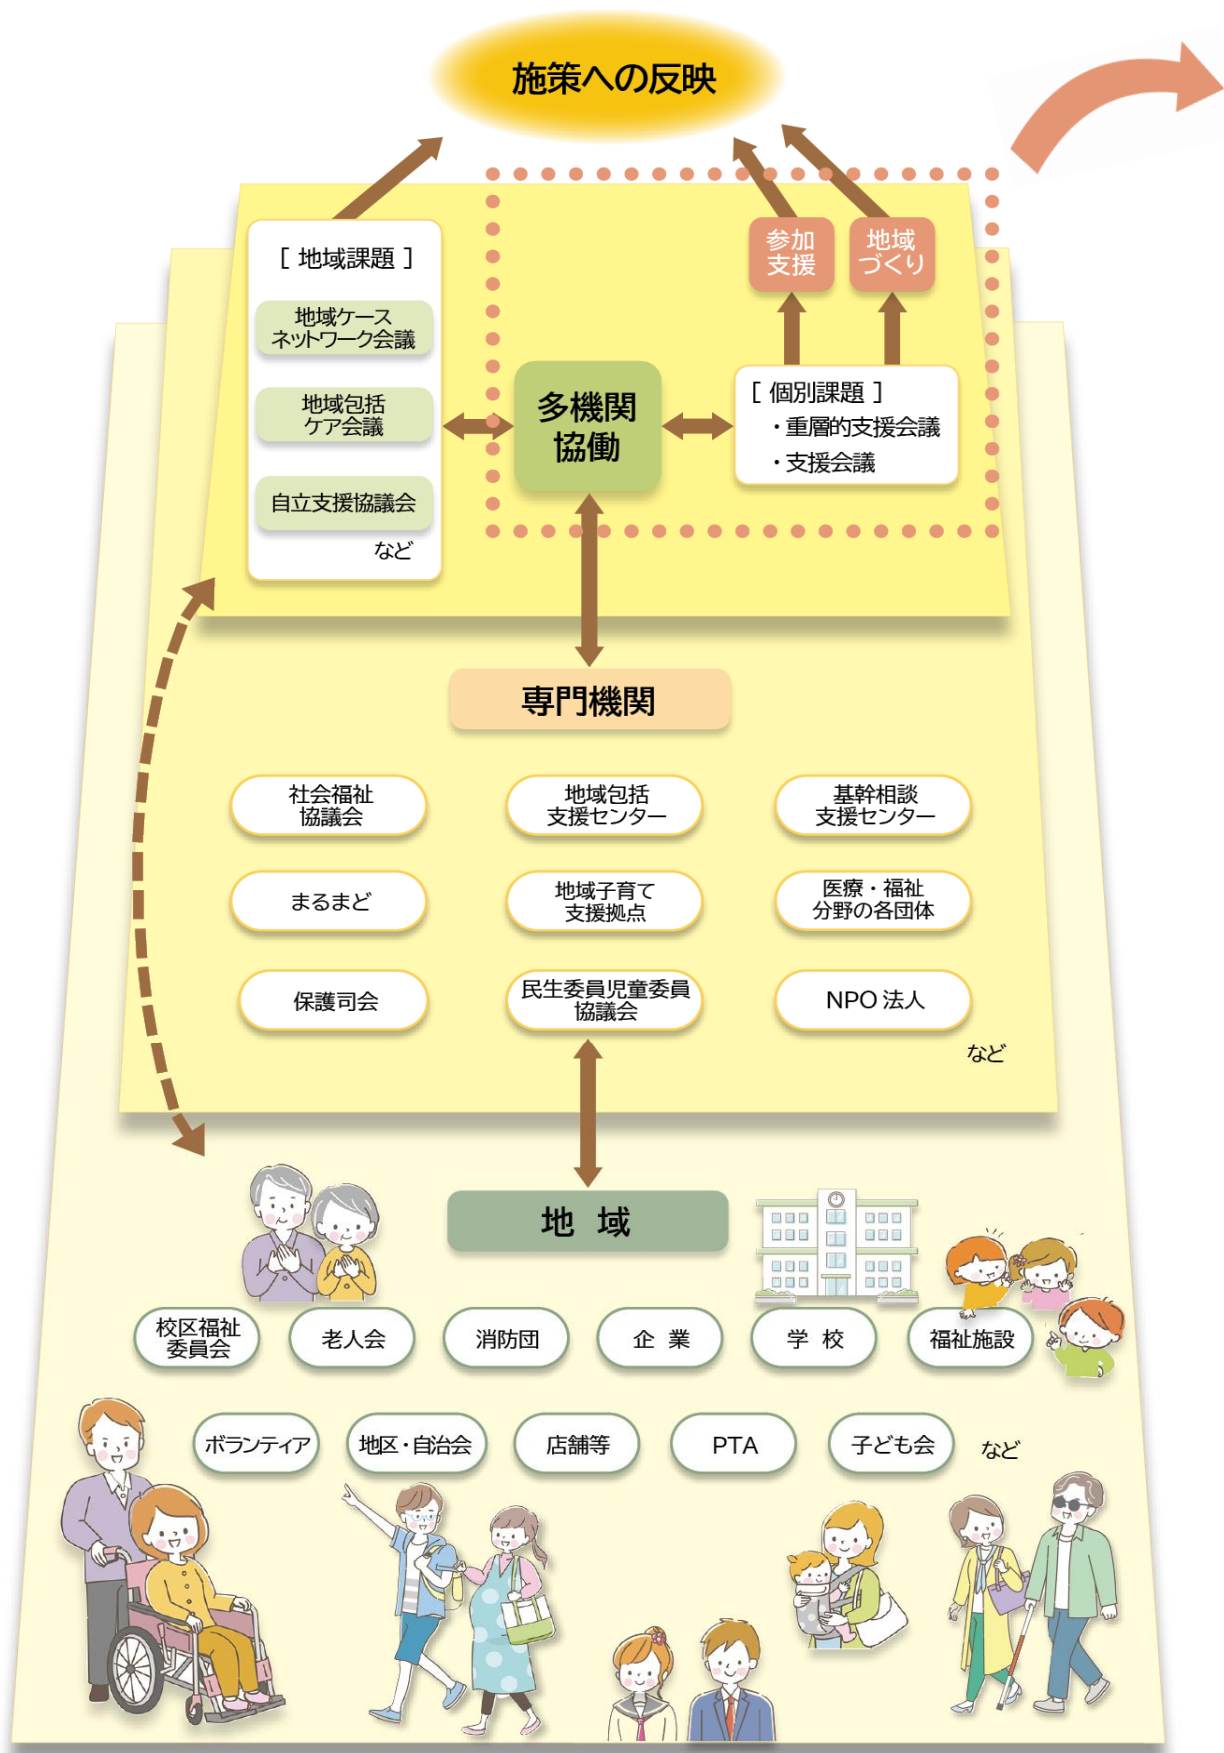 施策への反映
[ 地域課題 ]
地域ケース
ネットワーク会議
地域包括
ケア会議
自立支援協議会
など
多機関
協働
参加
支援
地域
づくり
[ 個別課題 ]
・重層的支援会議
・支援会議
専門機関
社会福祉
協議会
地域包括
支援センター
基幹相談
支援センター
まるまど
地域子育て
支援拠点
医療・福祉
分野の各団体
保護司会
民生委員児童委員
協議会
NPO 法人
など
地 域
校区福祉
委員会
老人会
消防団
企 業
学 校
福祉施設
ボランティア
地区・自治会
店舗等
PTA
子ども会
など